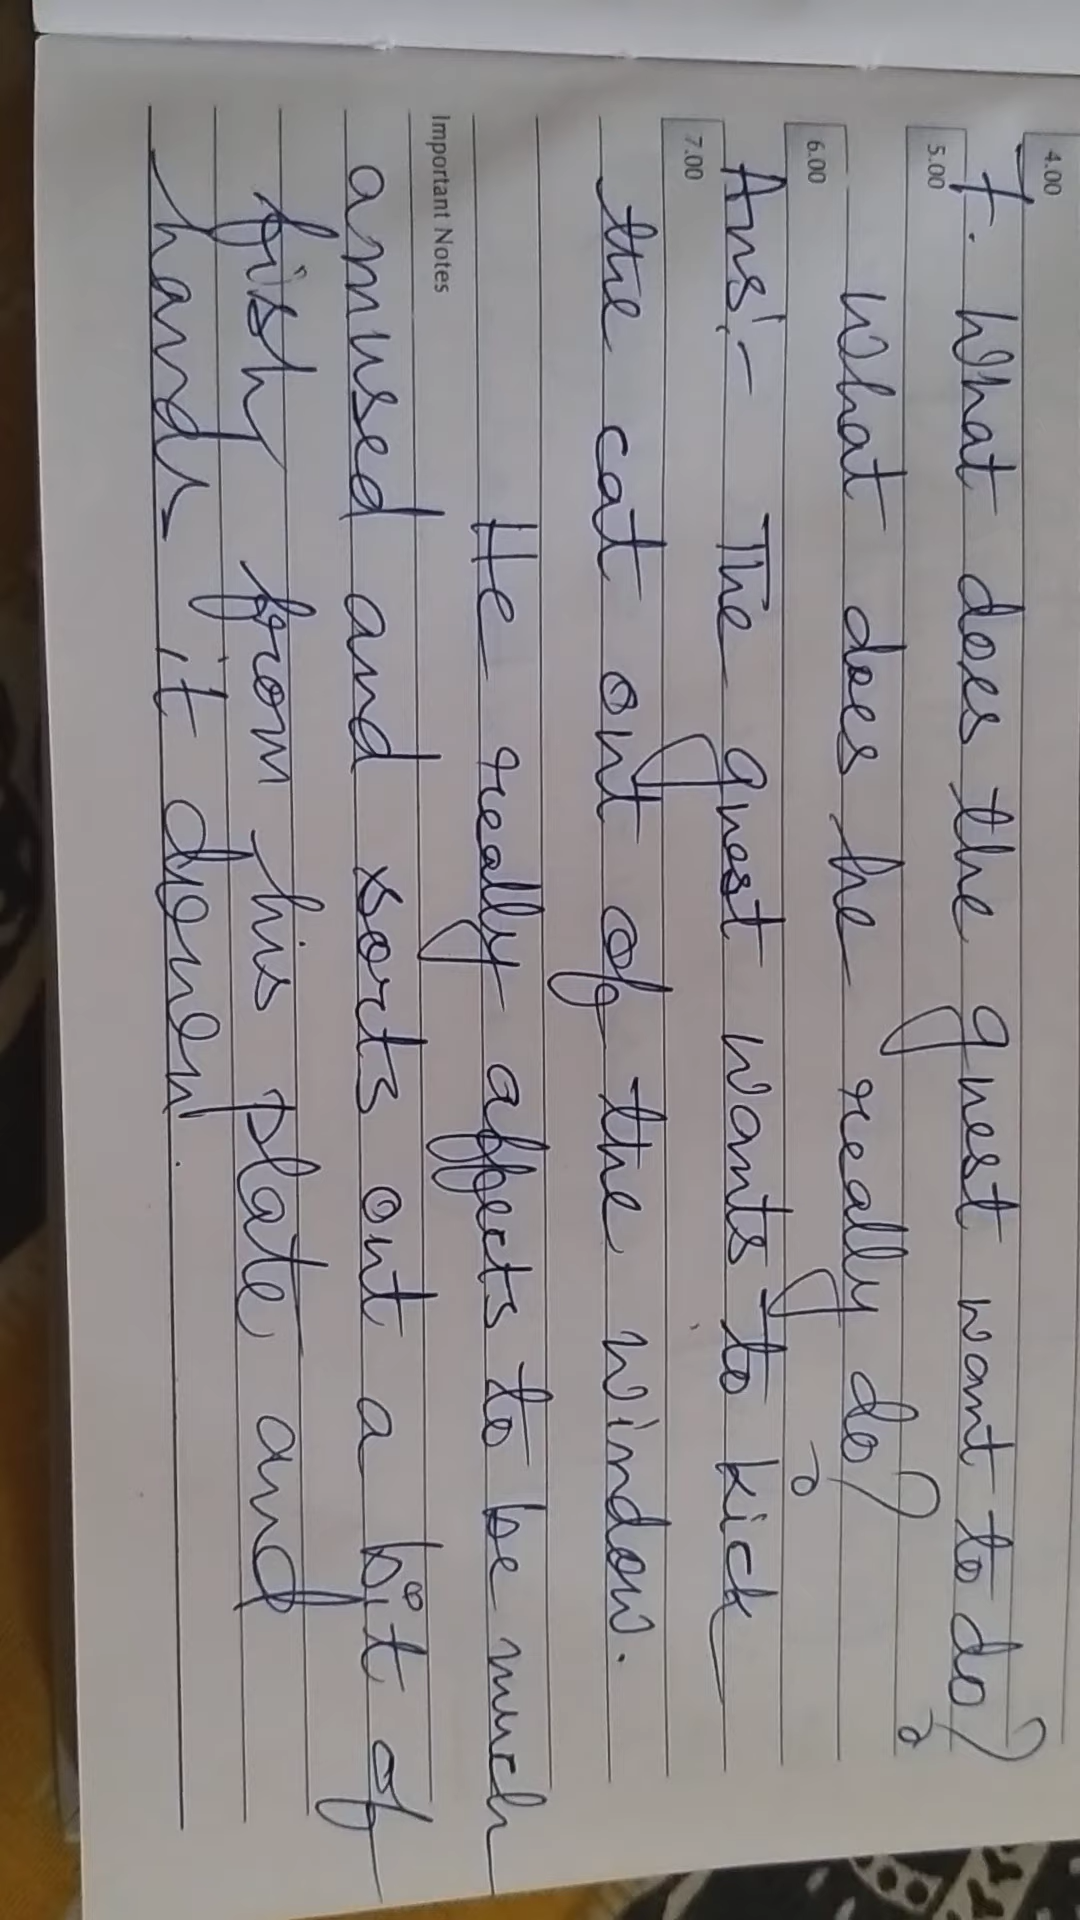 4.00
7. What does the guest want to do?
5.00
What does he really do?
6.00
Ans:- The guest wants to kick
7.00
the cat out of the window.
He really affects to be much
Important Notes
amused and sorts out a bit of
fish from his plate and
hands it down.